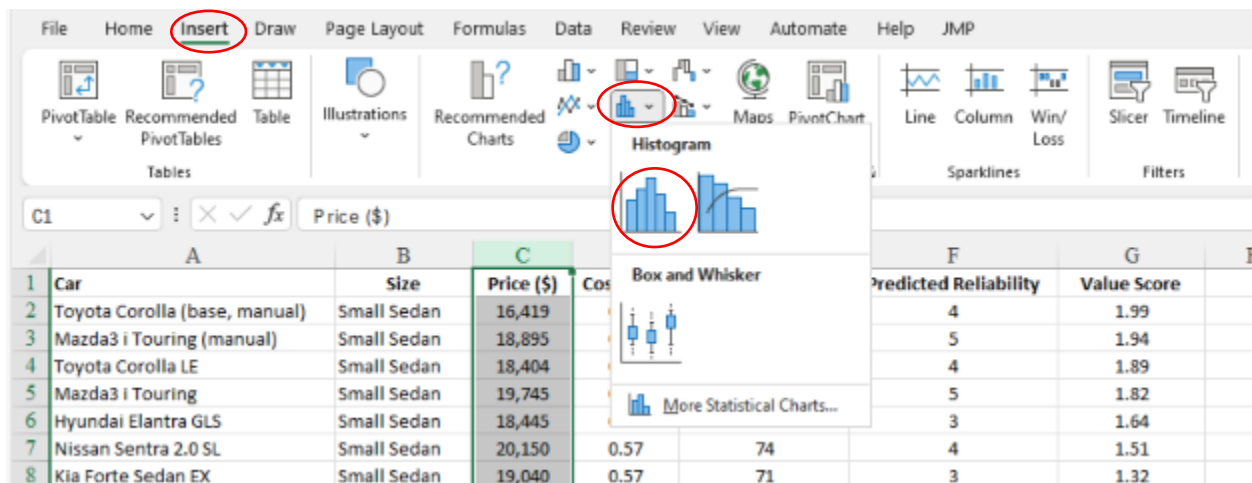 File Home Insert Draw Page Layout Formulas Data Review View Automate Help JMP
PivotTable Recommended PivotTables Table Illustrations Recommended Charts Maps PivotChart Line Column Win/Loss Slicer Timeline
Tables Sparklines Filters
C1 fx Price ($)
Histogram
Box and Whisker
More Statistical Charts...
A B C F G
1 Car Size Price ($) Predicted Reliability Value Score
2 Toyota Corolla (base, manual) Small Sedan 16,419 4 1.99
3 Mazda3 i Touring (manual) Small Sedan 18,895 5 1.94
4 Toyota Corolla LE Small Sedan 18,404 4 1.89
5 Mazda3 i Touring Small Sedan 19,745 5 1.82
6 Hyundai Elantra GLS Small Sedan 18,445 3 1.64
7 Nissan Sentra 2.0 SL Small Sedan 20,150 0.57 74 4 1.51
8 Kia Forte Sedan EX Small Sedan 19,040 0.57 71 3 1.32